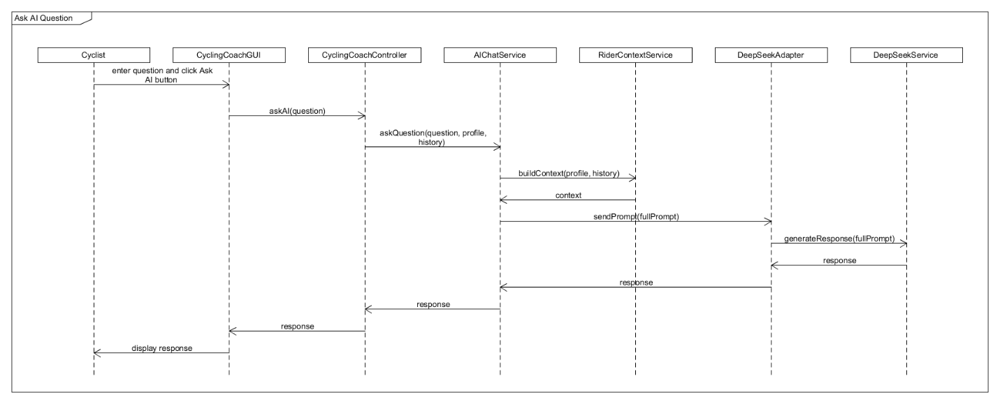 Ask AI Question
Cyclist
CyclingCoachGUI
CyclingCoachController
AIChatService
RiderContextService
DeepSeekAdapter
DeepSeekService
enter question and click Ask
AI button
askAI(question)
askQuestion(question, profile,
history)
buildContext(profile, history)
context
sendPrompt(fullPrompt)
generateResponse(fullPrompt)
response
response
response
response
display response